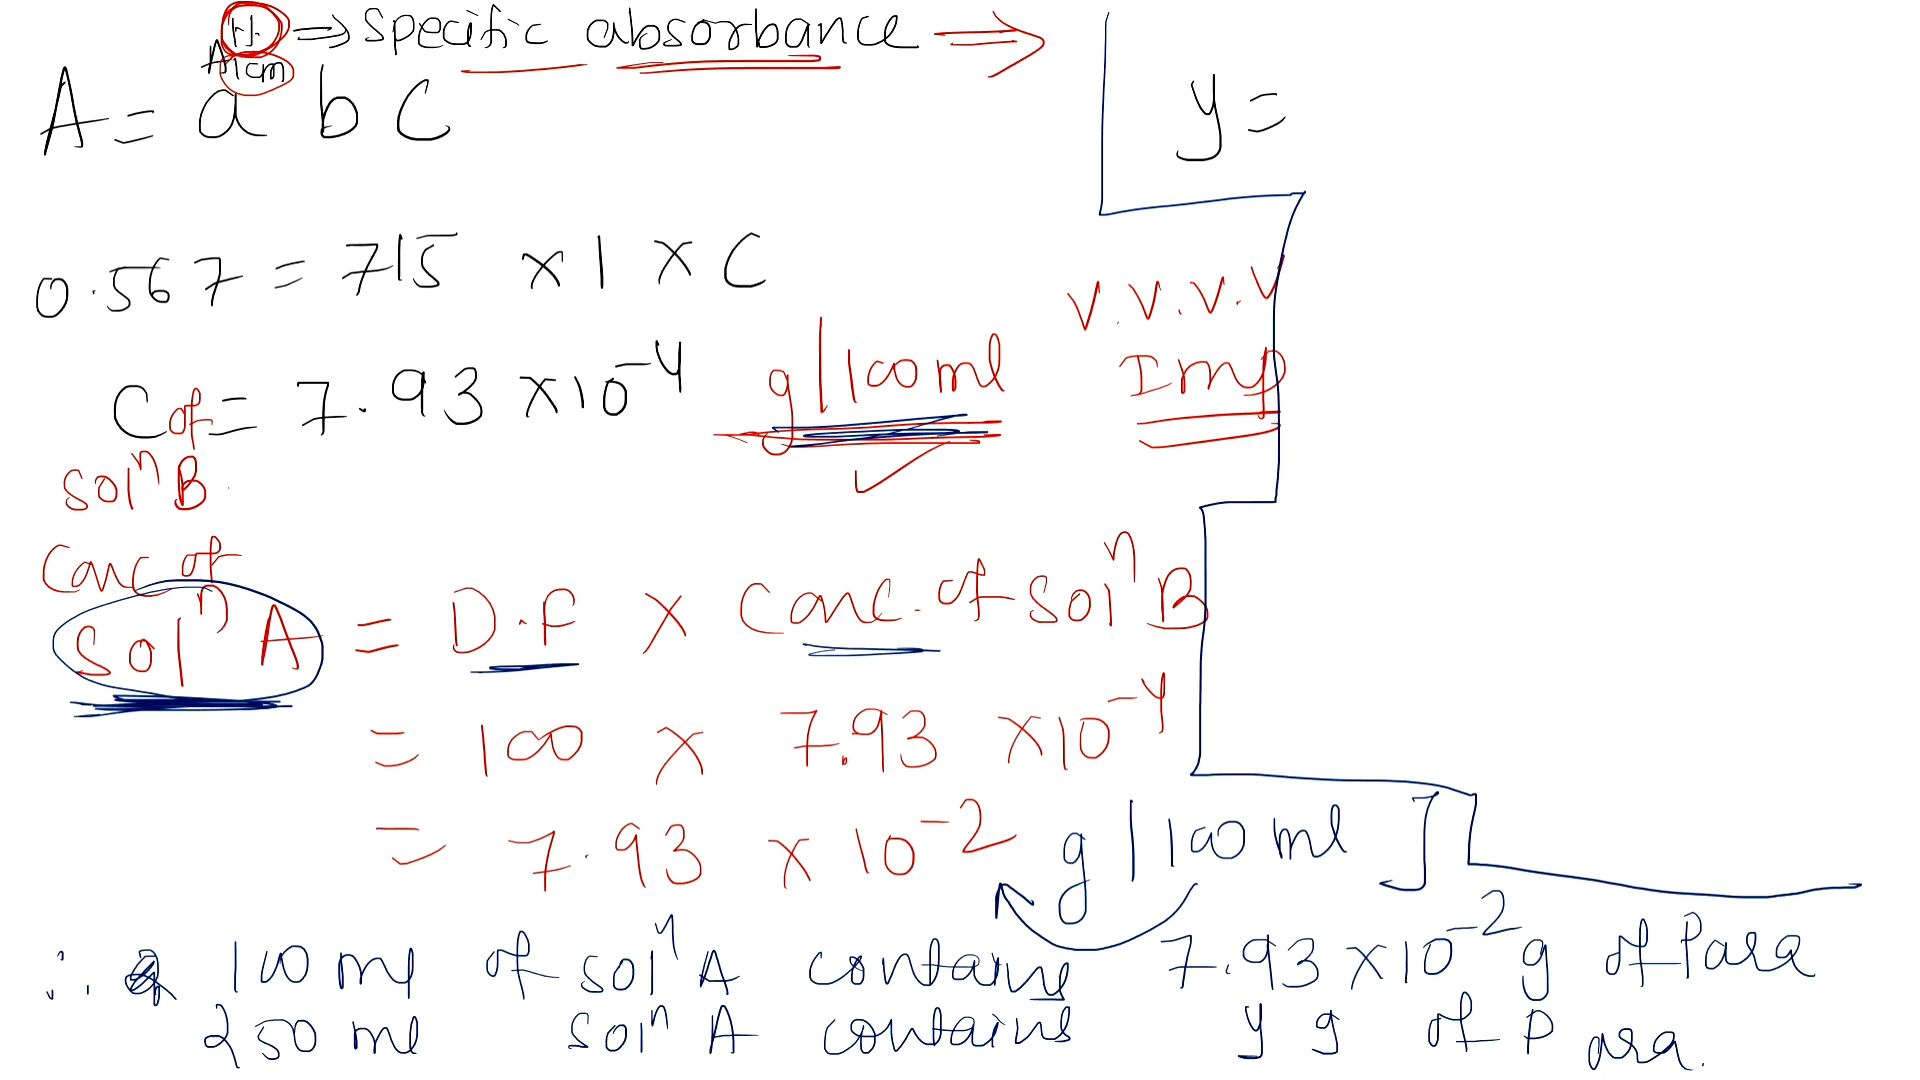 A 1% 1cm ⇒ Specific absorbance ⇒
A = a b c
y =
0.567 = 715 × 1 × C
V.V.V.V
Imp
C of = 7.93 × 10⁻⁴ g/100 ml
Solⁿ B
Conc of
Solⁿ A = D.F × Conc. of Solⁿ B
= 100 × 7.93 × 10⁻⁴
= 7.93 × 10⁻² g/100 ml ]
∴ 100 ml of Solⁿ A contains 7.93 × 10⁻² g of Para
250 ml Solⁿ A contains y g of Para.